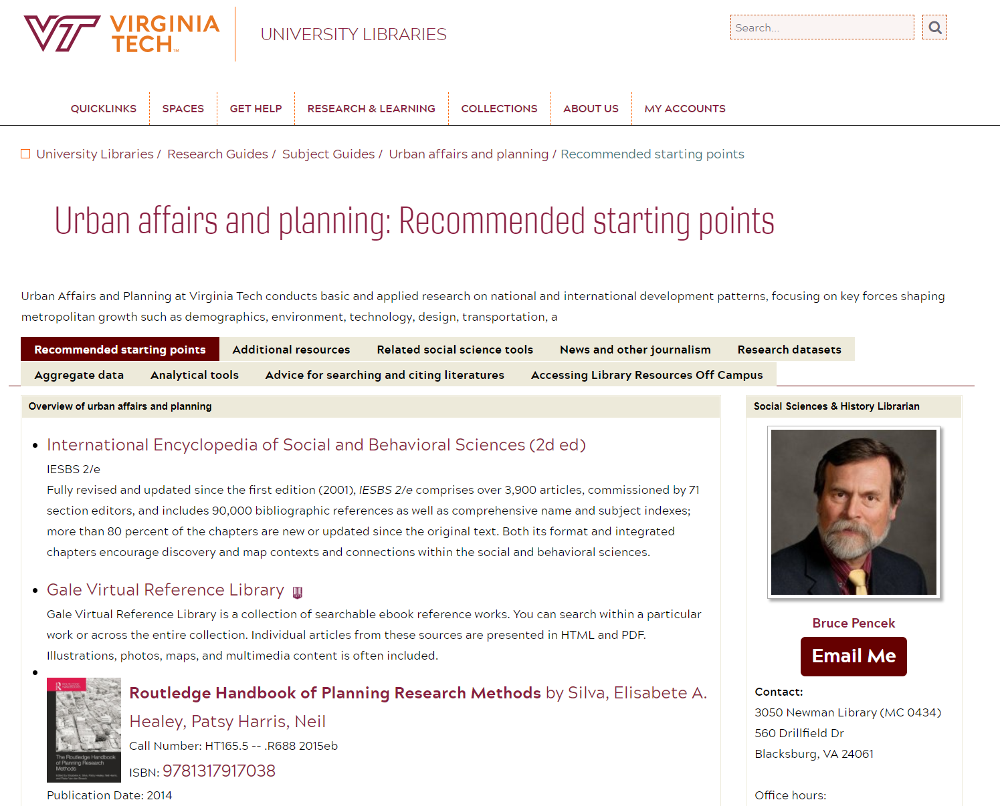 VT VIRGINIA TECH™
UNIVERSITY LIBRARIES
Search...
QUICKLINKS SPACES GET HELP RESEARCH & LEARNING COLLECTIONS ABOUT US MY ACCOUNTS
University Libraries / Research Guides / Subject Guides / Urban affairs and planning / Recommended starting points
Urban affairs and planning: Recommended starting points
Urban Affairs and Planning at Virginia Tech conducts basic and applied research on national and international development patterns, focusing on key forces shaping
metropolitan growth such as demographics, environment, technology, design, transportation, a
Recommended starting points Additional resources Related social science tools News and other journalism Research datasets
Aggregate data Analytical tools Advice for searching and citing literatures Accessing Library Resources Off Campus
Overview of urban affairs and planning
International Encyclopedia of Social and Behavioral Sciences (2d ed)
IESBS 2/e
Fully revised and updated since the first edition (2001), IESBS 2/e comprises over 3,900 articles, commissioned by 71
section editors, and includes 90,000 bibliographic references as well as comprehensive name and subject indexes;
more than 80 percent of the chapters are new or updated since the original text. Both its format and integrated
chapters encourage discovery and map contexts and connections within the social and behavioral sciences.
Gale Virtual Reference Library
Gale Virtual Reference Library is a collection of searchable ebook reference works. You can search within a particular
work or across the entire collection. Individual articles from these sources are presented in HTML and PDF.
Illustrations, photos, maps, and multimedia content is often included.
The Routledge Handbook
of Planning Research
Methods
Routledge Handbook of Planning Research Methods by Silva, Elisabete A.
Healey, Patsy Harris, Neil
Call Number: HT165.5 -- .R688 2015eb
ISBN: 9781317917038
Publication Date: 2014
Social Sciences & History Librarian
Bruce Pencek
Email Me
Contact:
3050 Newman Library (MC 0434)
560 Drillfield Dr
Blacksburg, VA 24061
Office hours: